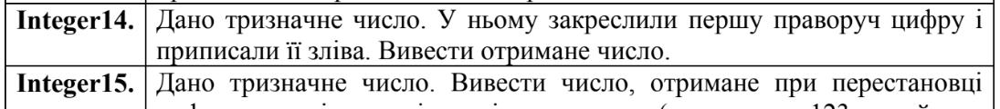 Integer14. Дано тризначне число. У ньому закреслили першу праворуч цифру і
приписали її зліва. Вивести отримане число.
Integer15. Дано тризначне число. Вивести число, отримане при перестановці